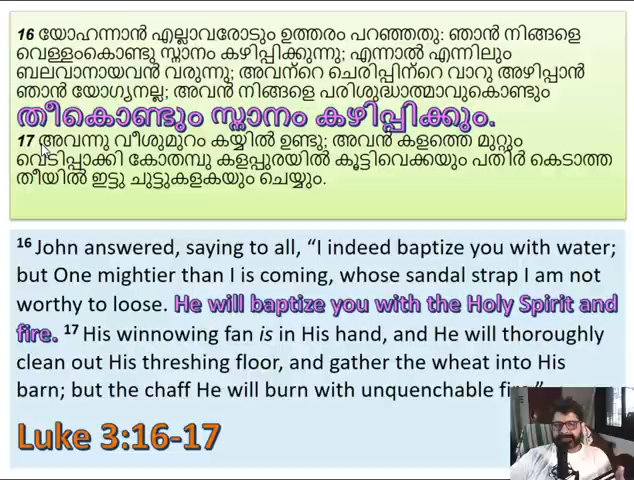 16 യോഹന്നാൻ എല്ലാവരോടും ഉത്തരം പറഞ്ഞതു: ഞാൻ നിങ്ങളെ
വെള്ളംകൊണ്ടു സ്നാനം കഴിപ്പിക്കുന്നു; എന്നാൽ എന്നിലും
ബലവാനായവൻ വരുന്നു; അവന്റെ ചെരിപ്പിന്റെ വാറു അഴിപ്പാൻ
ഞാൻ യോഗ്യനല്ല; അവൻ നിങ്ങളെ പരിശുദ്ധാത്മാവുകൊണ്ടും
തീകൊണ്ടും സ്നാനം കഴിപ്പിക്കും.
17 അവന്നു വീശുമുറം കയ്യിൽ ഉണ്ടു; അവൻ കളത്തെ മുറ്റും
വെടിപ്പാക്കി കോതമ്പു കളപ്പുരയിൽ കൂട്ടിവെക്കയും പതിർ കെടാത്ത
തീയിൽ ഇട്ടു ചുട്ടുകളകയും ചെയ്യും.
16 John answered, saying to all, “I indeed baptize you with water;
but One mightier than I is coming, whose sandal strap I am not
worthy to loose. He will baptize you with the Holy Spirit and
fire. 17 His winnowing fan is in His hand, and He will thoroughly
clean out His threshing floor, and gather the wheat into His
barn; but the chaff He will burn with unquenchable
Luke 3:16-17